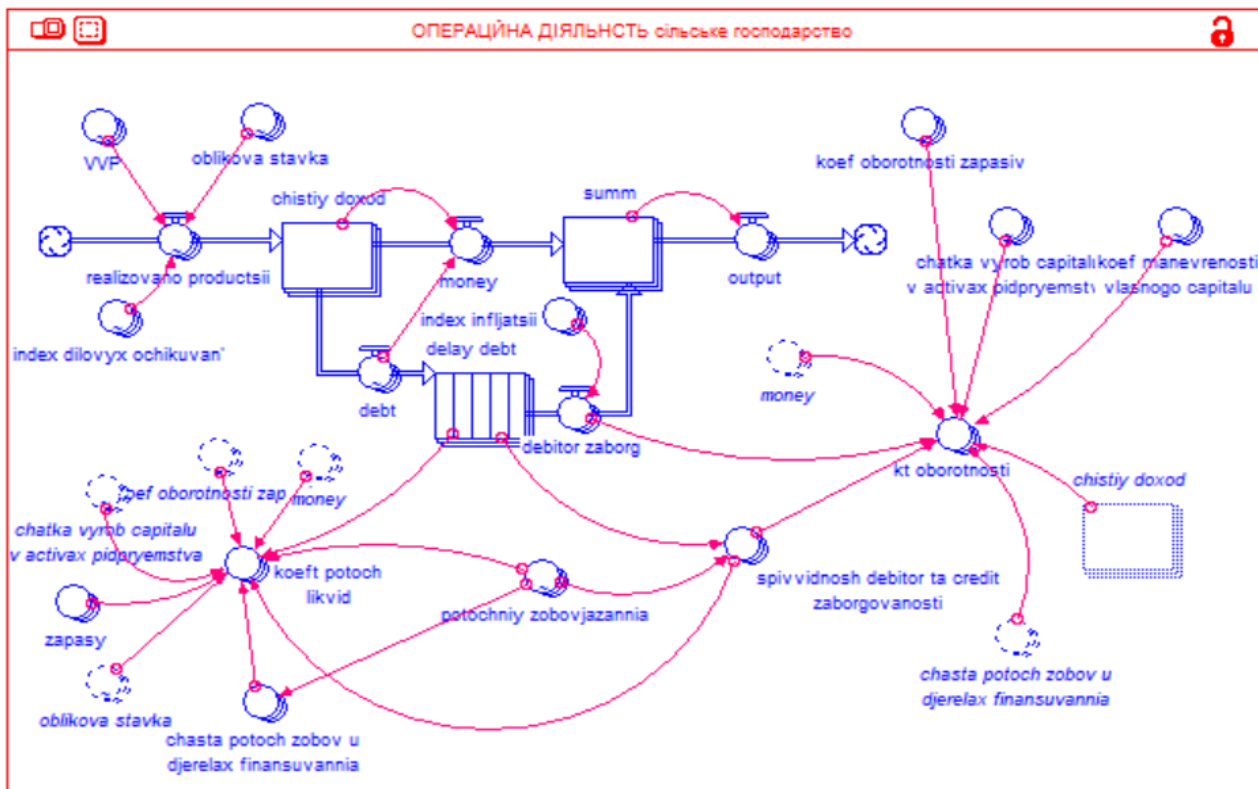 ОПЕРАЦЙНА ДІЯЛЬНСТЬ сільське господарство
VVP
oblikova stavka
koef oborotnosti zapasiv
chistiy doxod
summ
realizovano productsii
money
output
chatka vyrob capitalu
v activax pidpryemstv
koef manevrenosti
vlasnogo capitalu
index dilovyx ochikuvan'
index infljatsii
delay debt
debt
debitor zaborg
money
kt oborotnosti
chistiy doxod
koef oborotnosti zap
money
chatka vyrob capitalu
v activax pidpryemstva
koeft potoch
likvid
potochniy zobovjazannia
spivvidnosh debitor ta credit
zaborgovanosti
zapasy
oblikova stavka
chasta potoch zobov u
djerelax finansuvannia
chasta potoch zobov u
djerelax finansuvannia